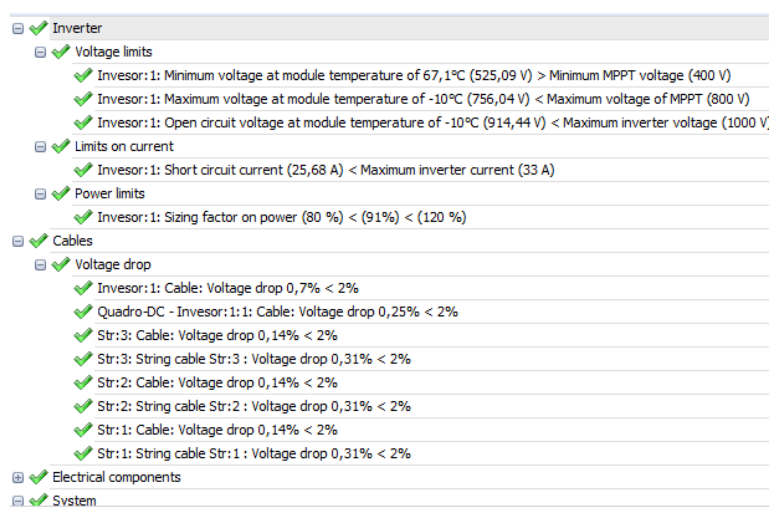 Inverter
Voltage limits
Invesor:1: Minimum voltage at module temperature of 67,1°C (525,09 V) > Minimum MPPT voltage (400 V)
Invesor:1: Maximum voltage at module temperature of -10°C (756,04 V) < Maximum voltage of MPPT (800 V)
Invesor:1: Open circuit voltage at module temperature of -10°C (914,44 V) < Maximum inverter voltage (1000 V)
Limits on current
Invesor:1: Short circuit current (25,68 A) < Maximum inverter current (33 A)
Power limits
Invesor:1: Sizing factor on power (80 %) < (91%) < (120 %)
Cables
Voltage drop
Invesor:1: Cable: Voltage drop 0,7% < 2%
Quadro-DC - Invesor:1:1: Cable: Voltage drop 0,25% < 2%
Str:3: Cable: Voltage drop 0,14% < 2%
Str:3: String cable Str:3 : Voltage drop 0,31% < 2%
Str:2: Cable: Voltage drop 0,14% < 2%
Str:2: String cable Str:2 : Voltage drop 0,31% < 2%
Str:1: Cable: Voltage drop 0,14% < 2%
Str:1: String cable Str:1 : Voltage drop 0,31% < 2%
Electrical components
System